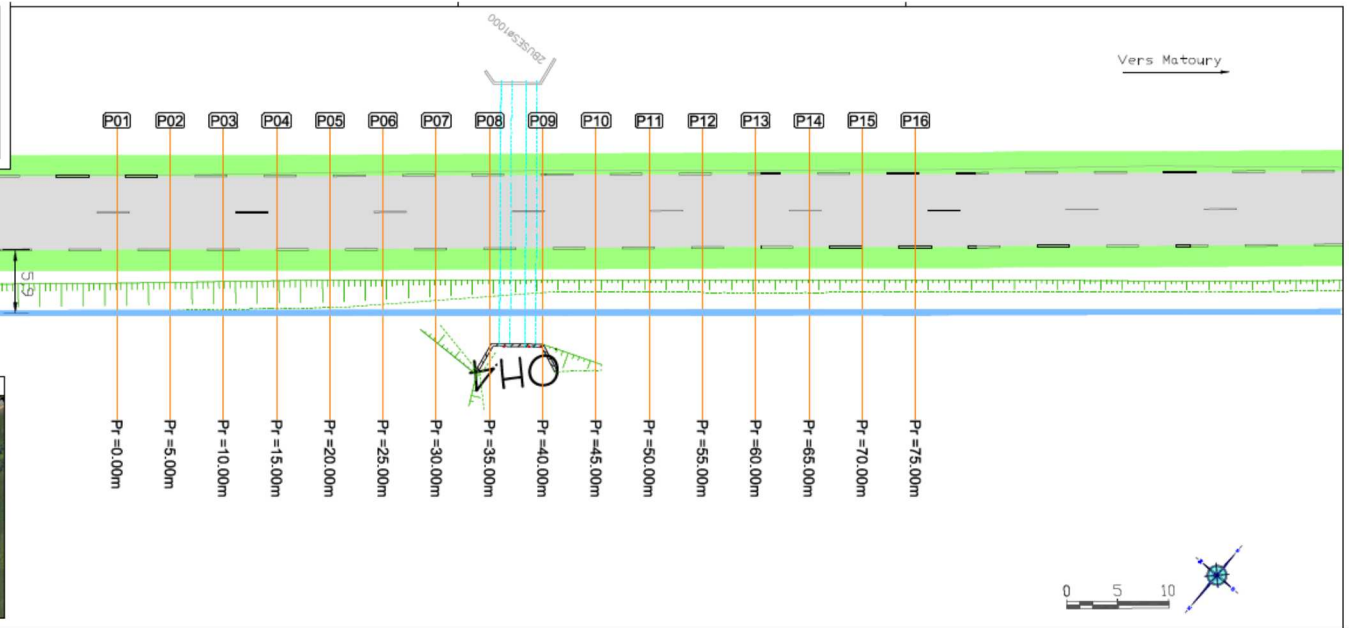 2BUSESø1000
Vers Matoury
P01 P02 P03 P04 P05 P06 P07 P08 P09 P10 P11 P12 P13 P14 P15 P16
5,9
OH4
Pr =0.00m
Pr =5.00m
Pr =10.00m
Pr =15.00m
Pr =20.00m
Pr =25.00m
Pr =30.00m
Pr =35.00m
Pr =40.00m
Pr =45.00m
Pr =50.00m
Pr =55.00m
Pr =60.00m
Pr =65.00m
Pr =70.00m
Pr =75.00m
0 5 10